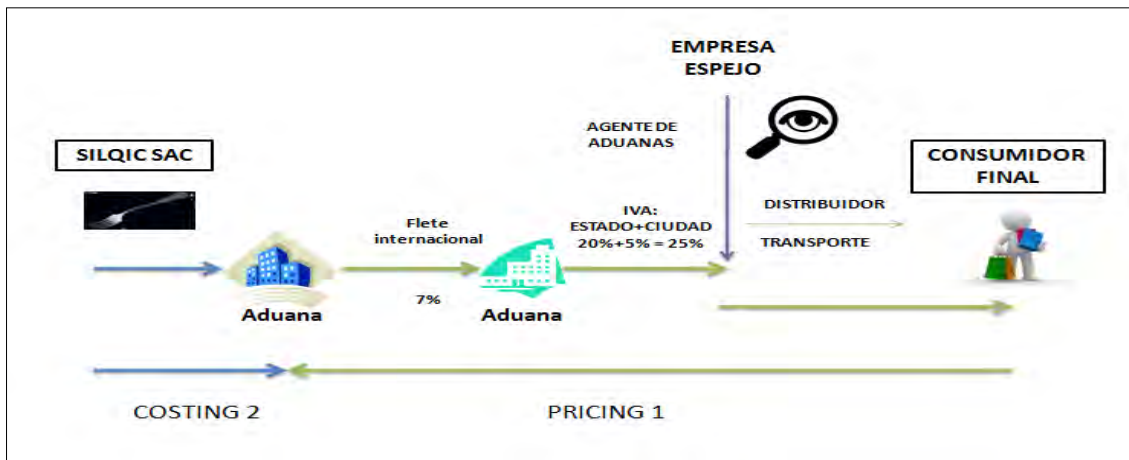 EMPRESA
ESPEJO
AGENTE DE
ADUANAS
SILQIC SAC
CONSUMIDOR
FINAL
Flete
internacional
IVA:
ESTADO+CIUDAD
20%+5% = 25%
DISTRIBUIDOR
TRANSPORTE
7%
Aduana
Aduana
COSTING 2
PRICING 1